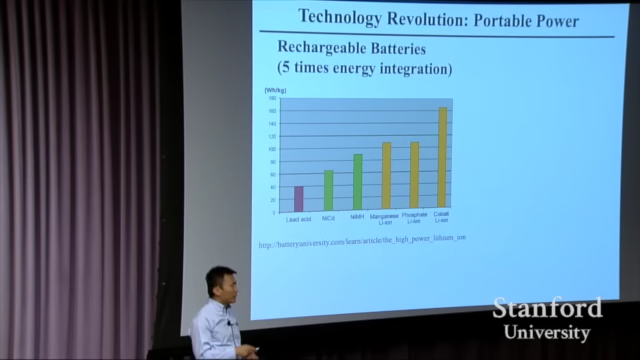 Technology Revolution: Portable Power
Rechargeable Batteries
(5 times energy integration)
(Wh/kg)
180
160
140
120
100
80
60
40
20
0
Lead acid NiCd NiMH Manganese Phosphate Cobalt
Li-ion Li-ion Li-ion
http://batteryuniversity.com/learn/article/the_high_power_lithium_ion
Stanford
University